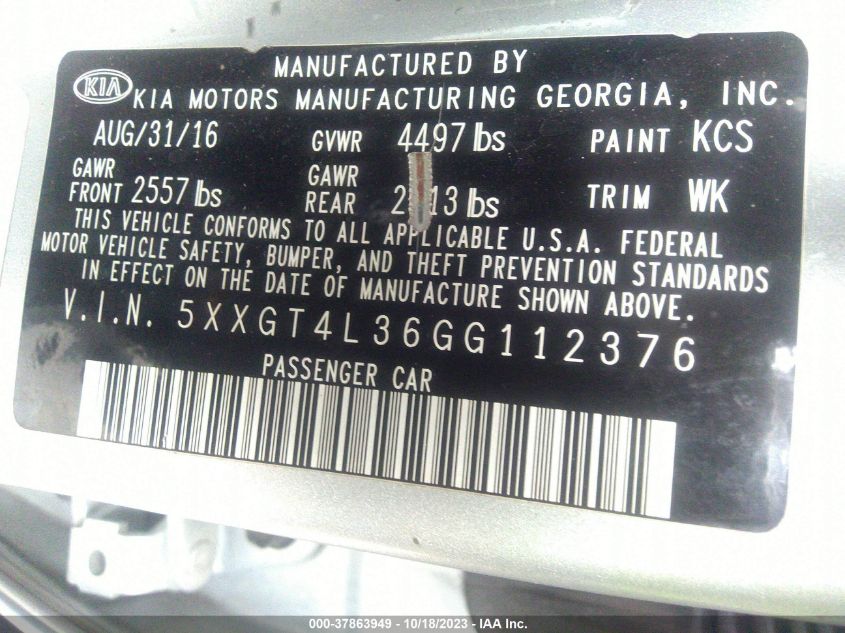 MANUFACTURED BY
KIA
KIA MOTORS MANUFACTURING GEORGIA, INC.
AUG/31/16 GVWR 4497 lbs PAINT KCS
GAWR FRONT 2557 lbs GAWR REAR lbs TRIM WK
THIS VEHICLE CONFORMS TO ALL APPLICABLE U.S.A. FEDERAL
MOTOR VEHICLE SAFETY, BUMPER, AND THEFT PREVENTION STANDARDS
IN EFFECT ON THE DATE OF MANUFACTURE SHOWN ABOVE.
V.I.N. 5XXGT4L36GG112376
PASSENGER CAR
000-37863949 - 10/18/2023 - IAA Inc.